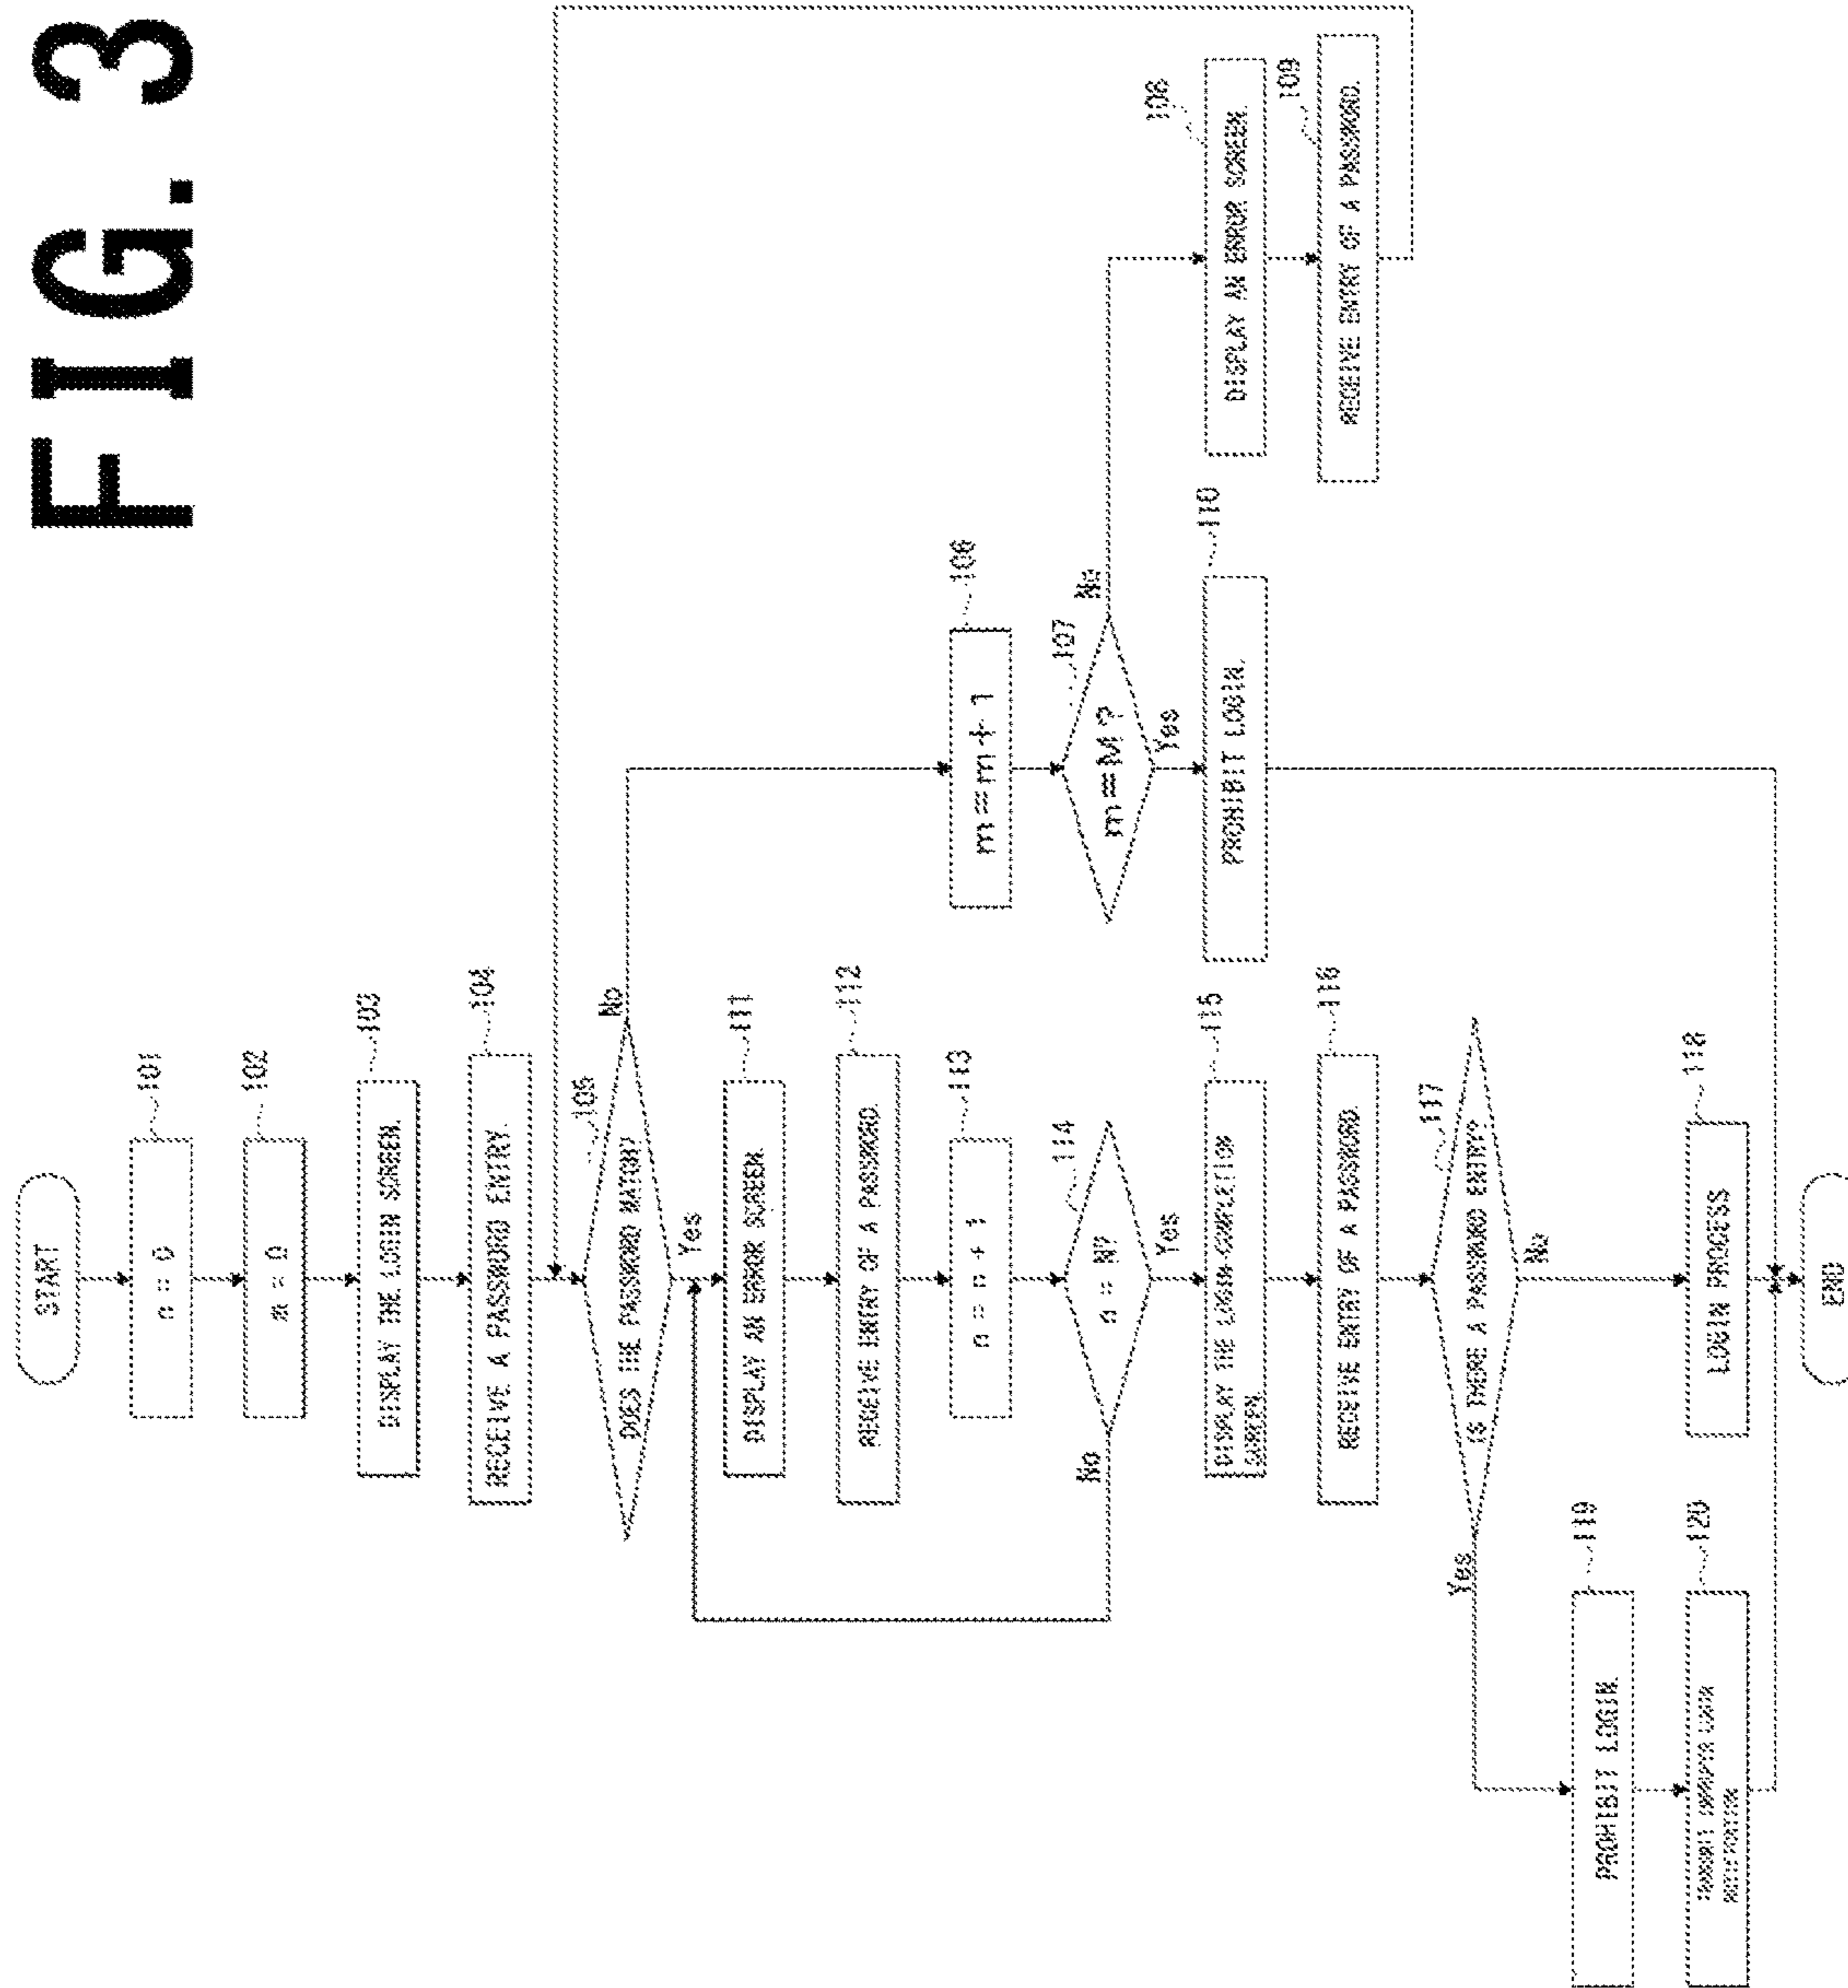 FIG. 3
START
n = 0
101
m = 0
102
DISPLAY THE LOGIN SCREEN.
103
RECEIVE A PASSWORD ENTRY.
104
DOES THE PASSWORD MATCH?
105
No
Yes
m=m+1
106
m=M?
107
No
Yes
DISPLAY AN ERROR SCREEN.
108
RECEIVE ENTRY OF A PASSWORD.
109
PROHIBIT LOGIN.
110
DISPLAY AN ERROR SCREEN.
111
RECEIVE ENTRY OF A PASSWORD.
112
n = n + 1
113
n = N?
114
No
Yes
DISPLAY THE LOGIN-COMPLETION
SCREEN.
115
RECEIVE ENTRY OF A PASSWORD.
116
IS THERE A PASSWORD ENTRY?
117
Yes
No
LOGIN PROCESS
118
PROHIBIT LOGIN.
119
USER
NOTIFICATION
120
END